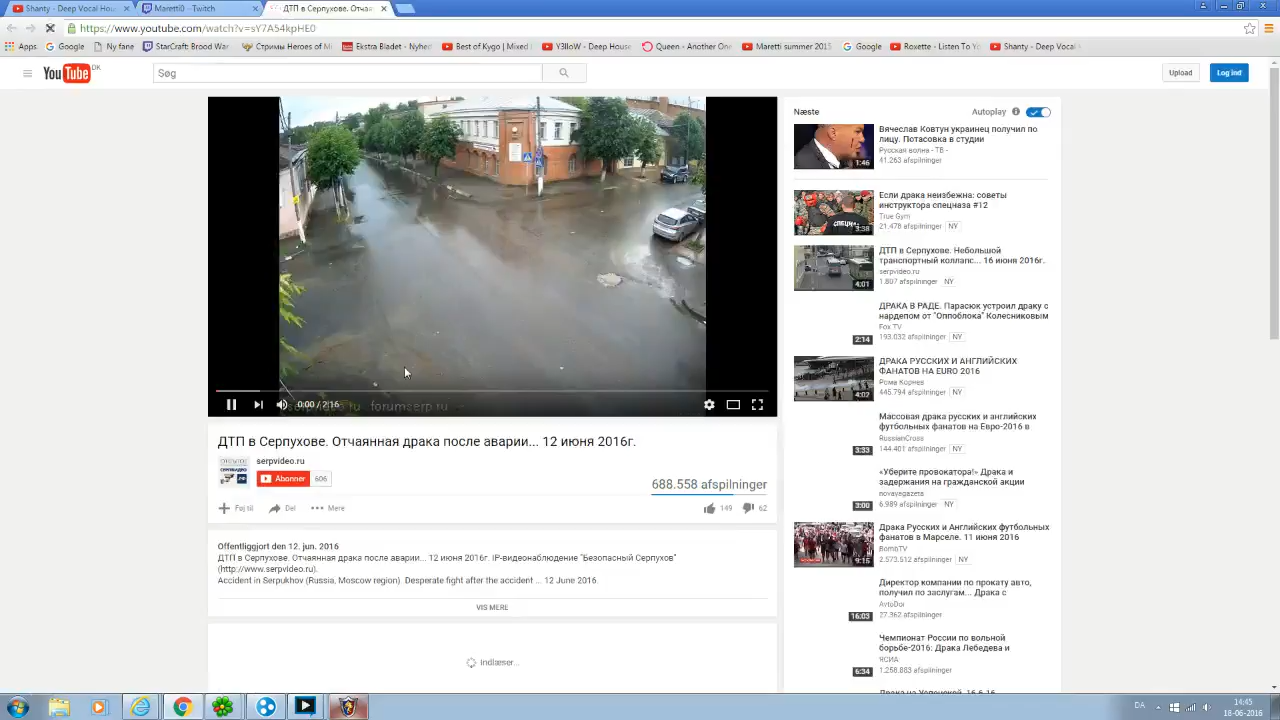 Shanty - Deep Vocal Hou
Maretti0 - Twitch
ДТП в Серпухове. Отчаян
https://www.youtube.com/watch?v=sY7A54kpHE0
Apps
Google
Ny fane
StarCraft Brood War
Стримы Heroes of Mi
Ekstra Bladet - Nyhed
Best of Kygo | Mixed
Y3lloW - Deep House
Queen - Another One
Maretti summer 2015
Google
Roxette - Listen To Yo
Shanty - Deep Vocal
YouTube DK
Søg
Upload
Log ind
0:00 / 2:16
forumserp.ru
ДТП в Серпухове. Отчаянная драка после аварии... 12 июня 2016г.
serpvideo.ru
Abonner 606
688.558 afspilninger
Føj til Del Mere
149 62
Offentliggjort den 12. jun. 2016
ДТП в Серпухове. Отчаянная драка после аварии... 12 июня 2016г. IP-видеонаблюдение "Безопасный Серпухов"
(http://www.serpvideo.ru).
Accident in Serpukhov (Russia, Moscow region). Desperate fight after the accident ... 12 June 2016.
VIS MERE
Indlæser...
Næste
Autoplay
1:46
Вячеслав Ковтун украинец получил по
лицу. Потасовка в студии
Русская волна - ТВ -
41.263 afspilninger
3:38
Если драка неизбежна: советы
инструктора спецназа #12
True Gym
21.478 afspilninger NY
4:01
ДТП в Серпухове. Небольшой
транспортный коллапс... 16 июня 2016г.
serpvideo.ru
1.807 afspilninger NY
2:14
ДРАКА В РАДЕ. Парасюк устроил драку с
нардепом от "Оппоблока" Колесниковым
Fox TV
193.032 afspilninger NY
4:02
ДРАКА РУССКИХ И АНГЛИЙСКИХ
ФАНАТОВ НА EURO 2016
Рома Корнев
445.794 afspilninger NY
3:33
Массовая драка русских и английских
футбольных фанатов на Евро-2016 в
RussianCross
144.401 afspilninger NY
3:00
«Уберите провокатора!» Драка и
задержания на гражданской акции
novayagazeta
6.989 afspilninger NY
9:15
Драка Русских и Английских футбольных
фанатов в Марселе. 11 июня 2016
BombTV
2.573.512 afspilninger NY
16:03
Директор компании по прокату авто,
получил по заслугам... Драка с
AvtoDor
27.362 afspilninger
6:34
Чемпионат России по вольной
борьбе-2016: Драка Лебедева и
ЯСИА
1.258.883 afspilninger
DA
14:45
18-06-2016